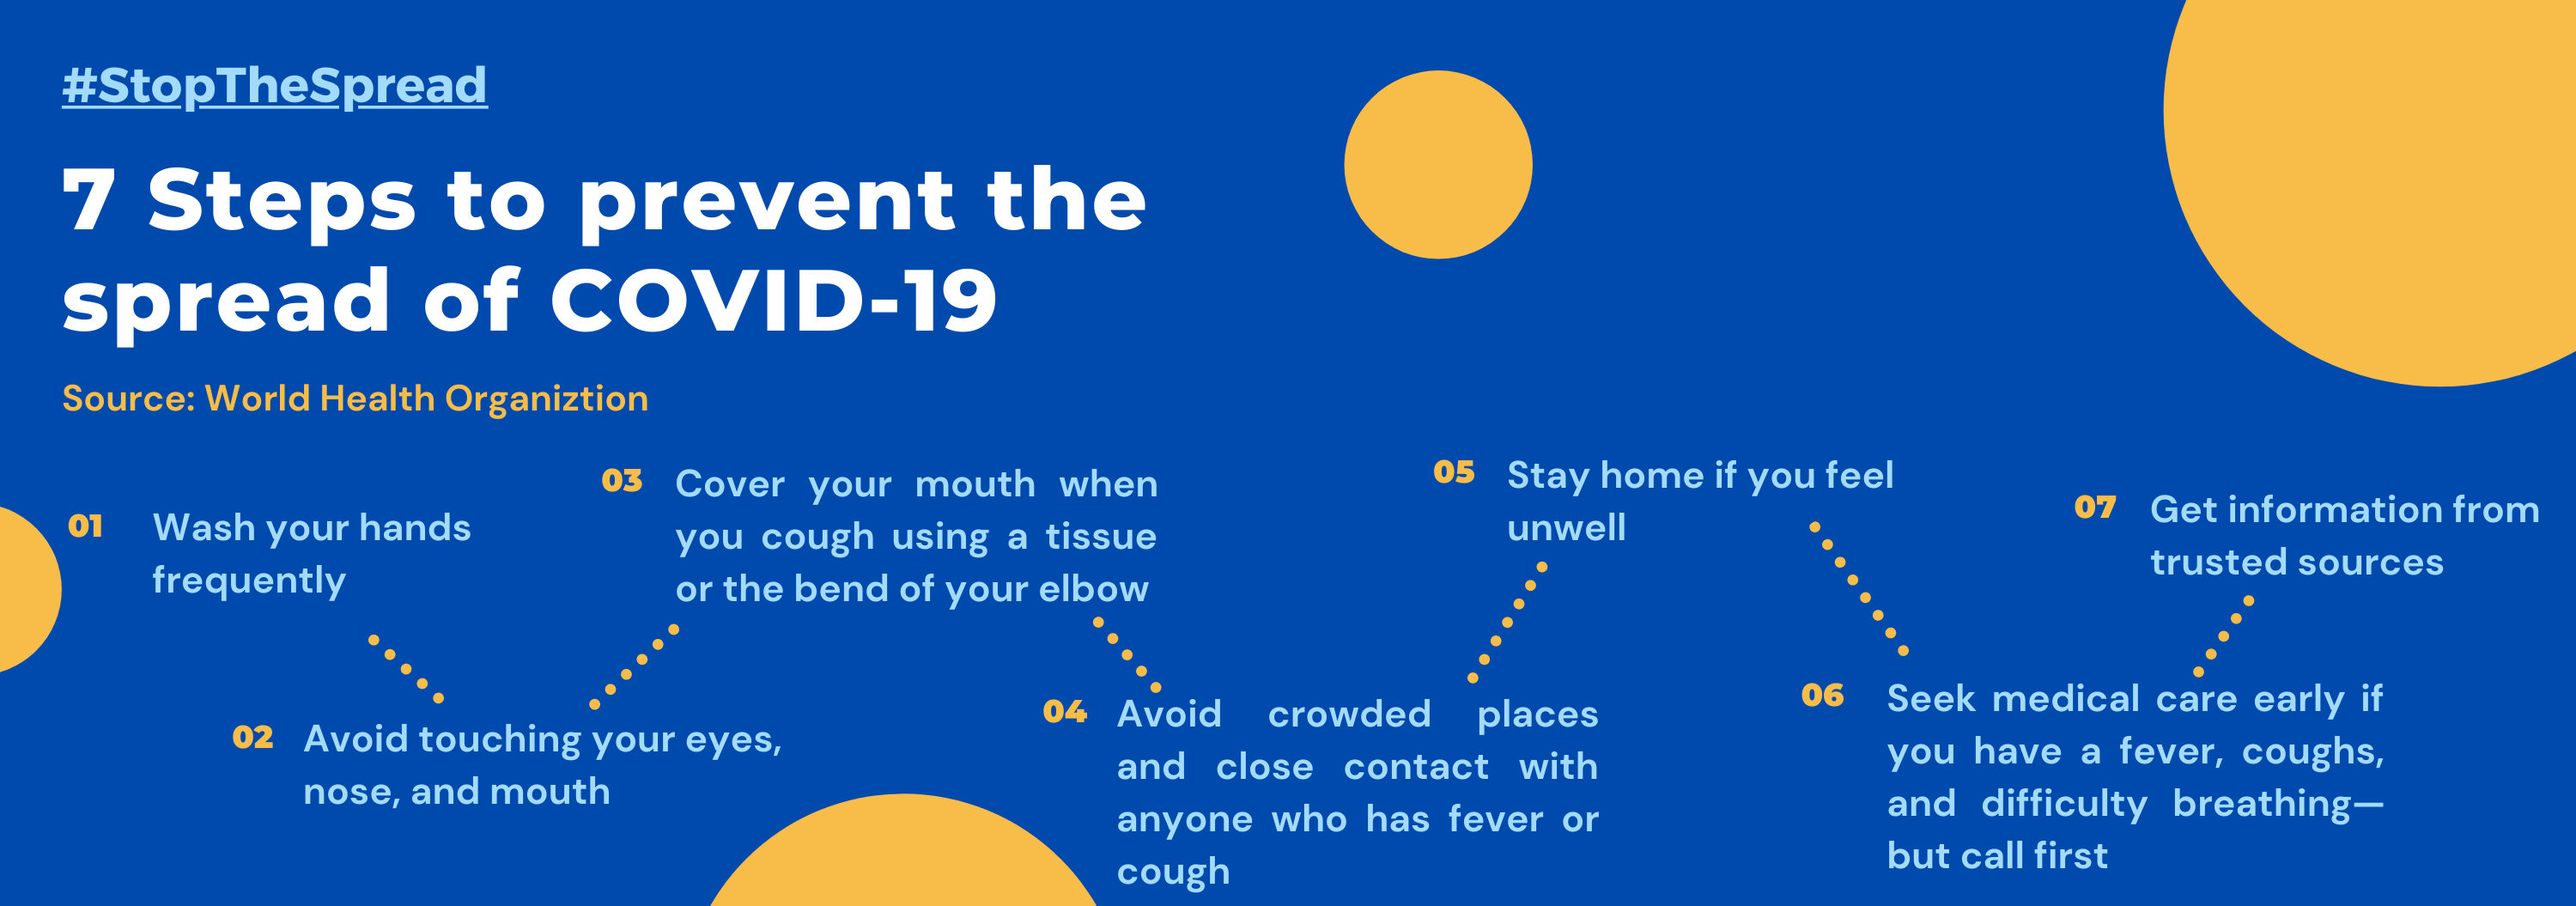 #StopTheSpread
7 Steps to prevent the
spread of COVID-19
Source: World Health Organiztion
01
Wash your hands
frequently
02
Avoid touching your eyes,
nose, and mouth
03
Cover your mouth when
you cough using a tissue
or the bend of your elbow
04
Avoid crowded places
and close contact with
anyone who has fever or
cough
05
Stay home if you feel
unwell
06
Seek medical care early if
you have a fever, coughs,
and difficulty breathing—
but call first
07
Get information from
trusted sources